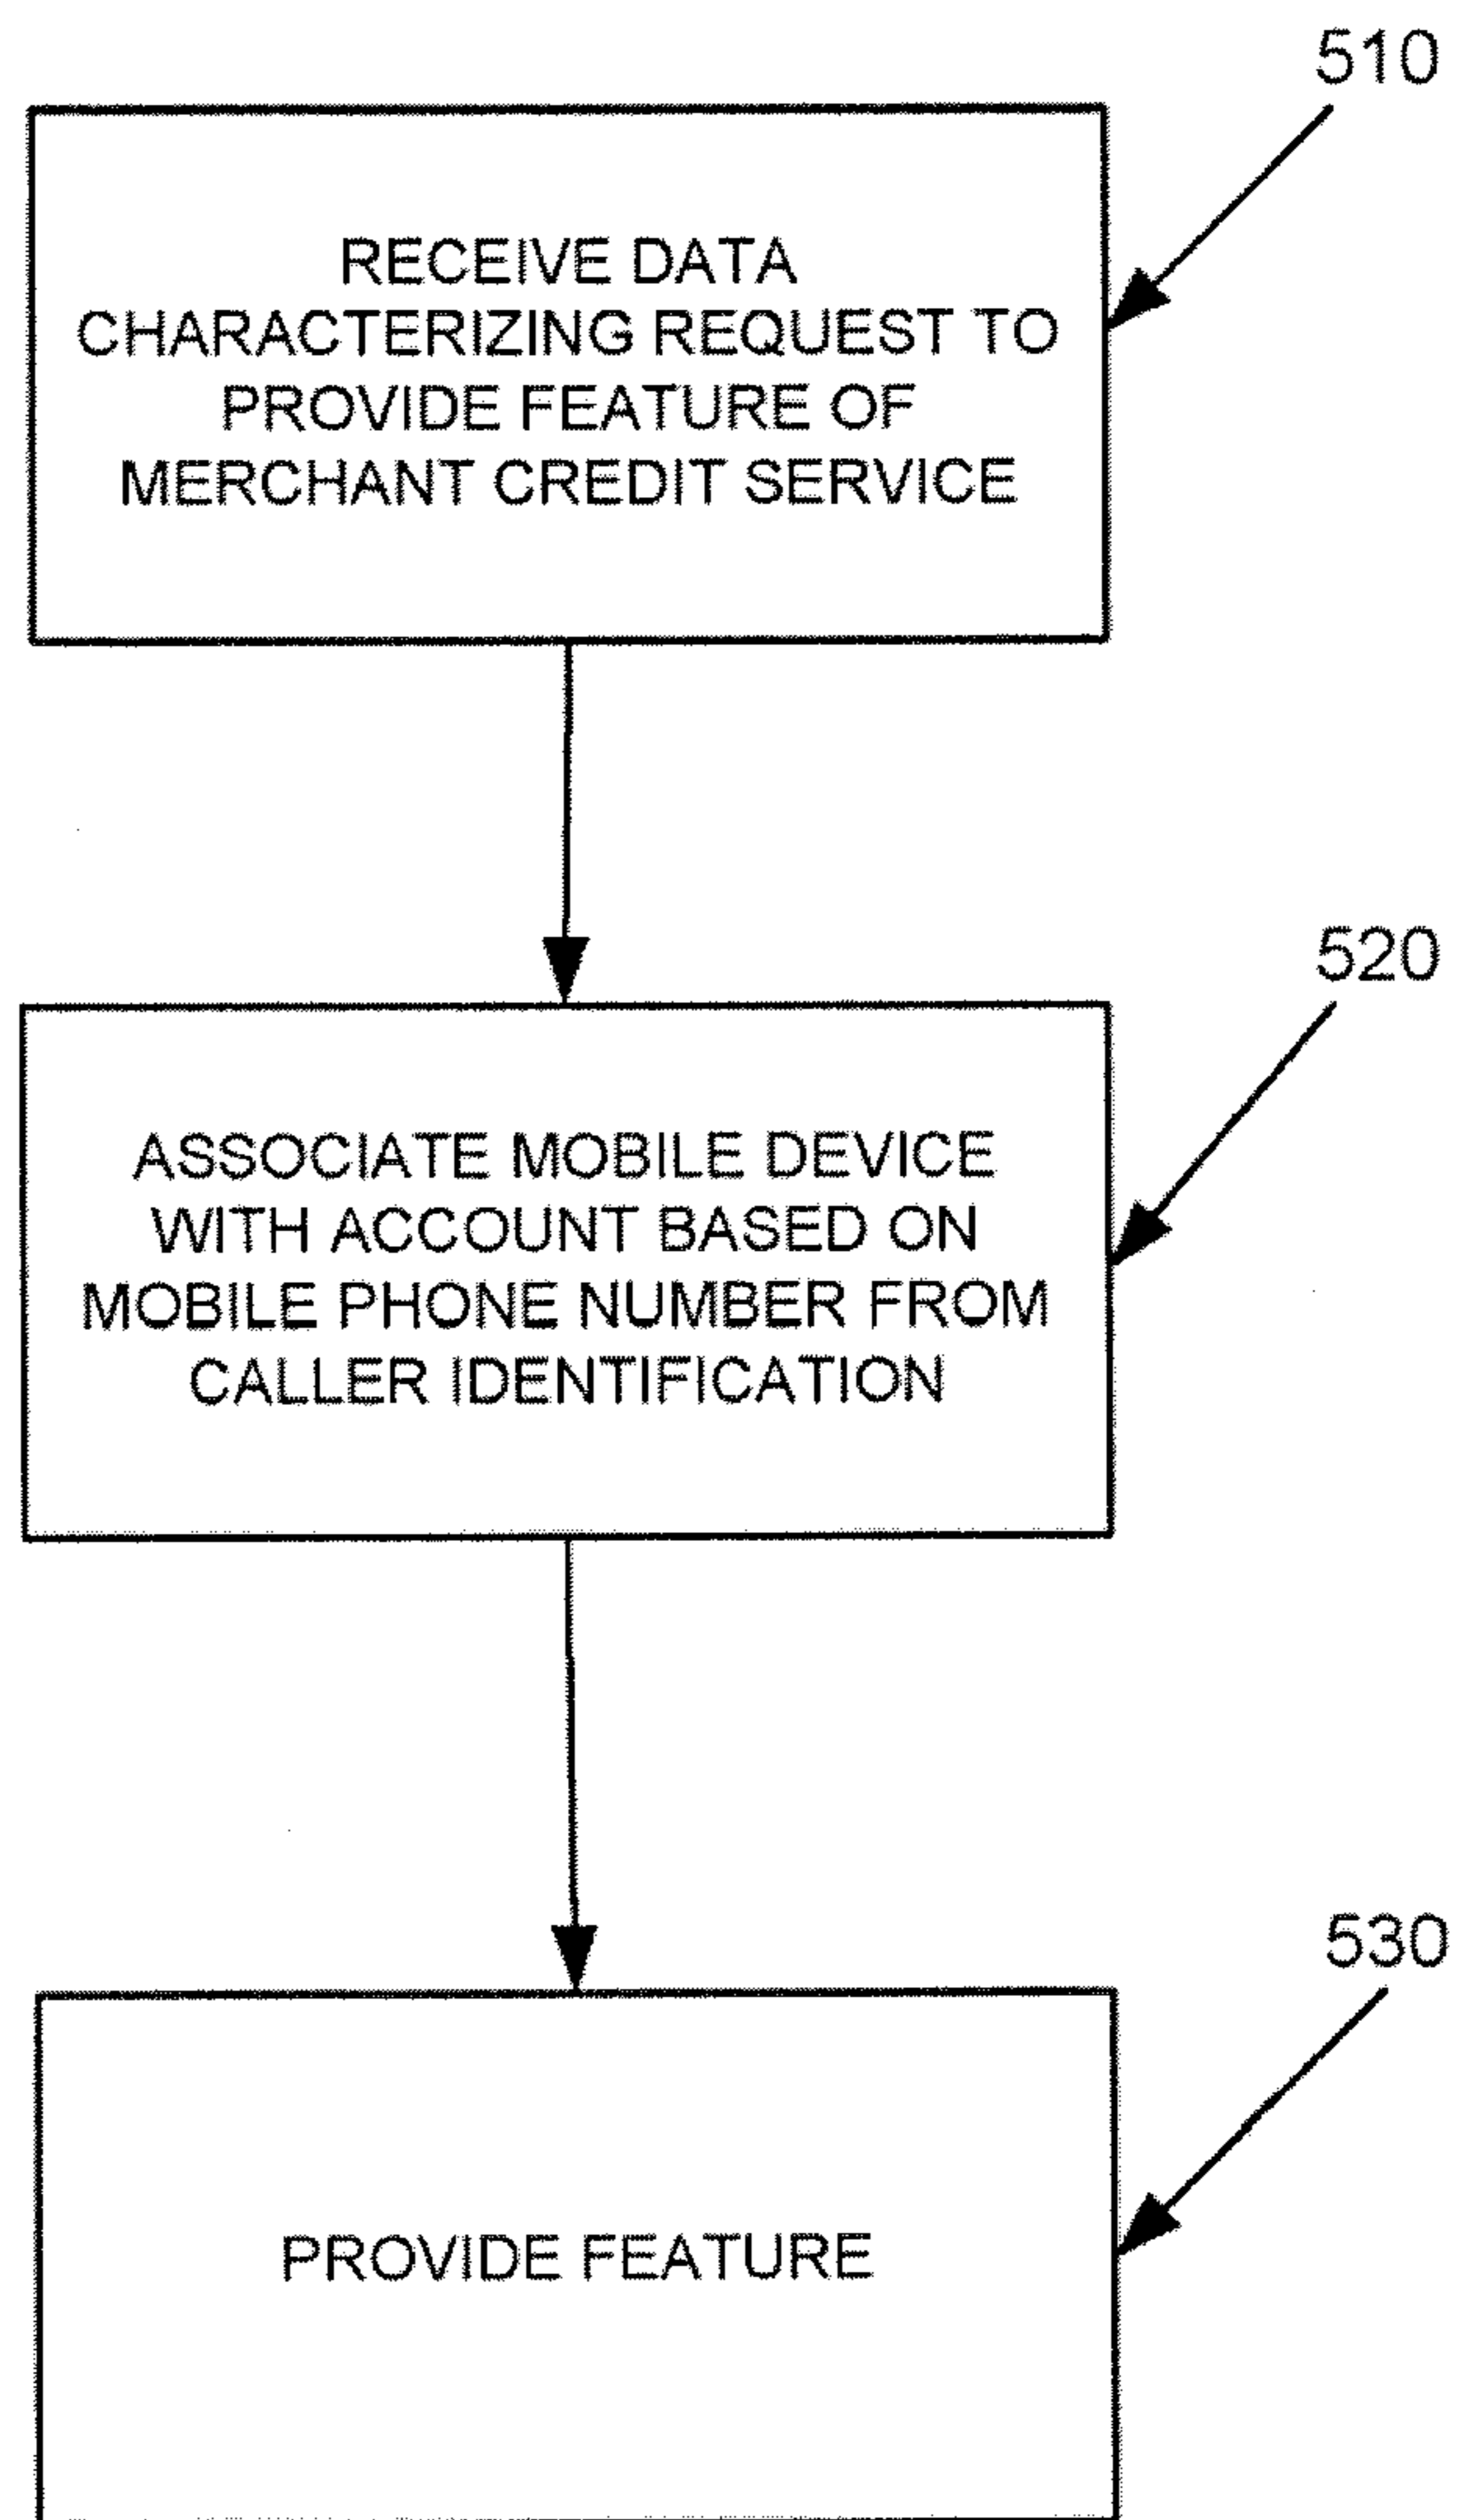 510
RECEIVE DATA
CHARACTERIZING REQUEST TO
PROVIDE FEATURE OF
MERCHANT CREDIT SERVICE
520
ASSOCIATE MOBILE DEVICE
WITH ACCOUNT BASED ON
MOBILE PHONE NUMBER FROM
CALLER IDENTIFICATION
530
PROVIDE FEATURE